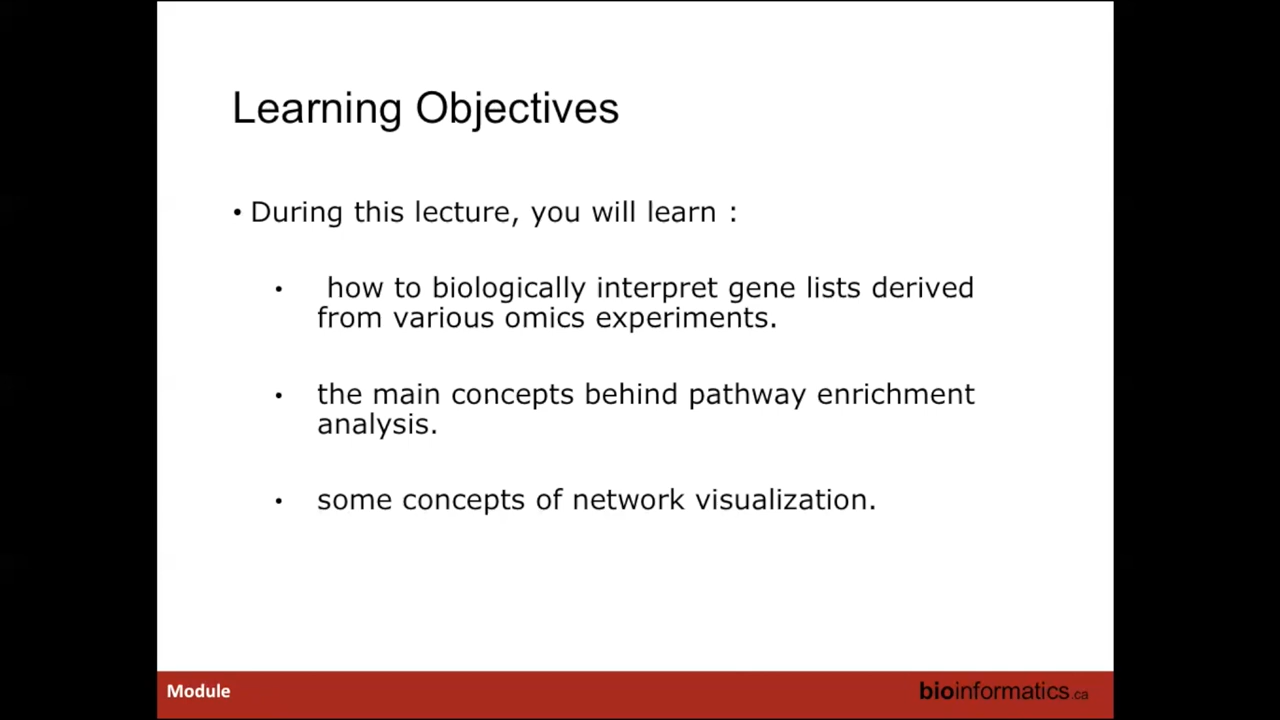 Learning Objectives
• During this lecture, you will learn :
• how to biologically interpret gene lists derived
from various omics experiments.
• the main concepts behind pathway enrichment
analysis.
• some concepts of network visualization.
Module
bioinformatics.ca